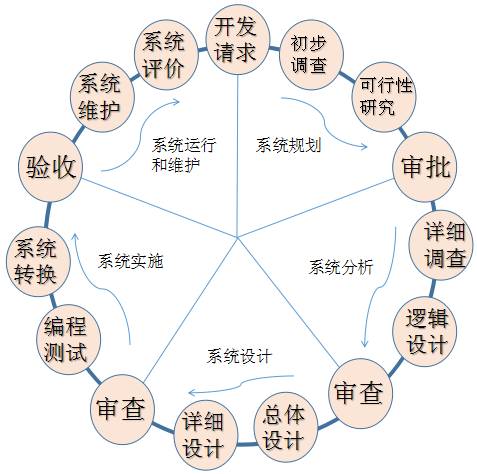 开发
请求
初步
调查
可行性
研究
审批
详细
调查
逻辑
设计
审查
总体
设计
详细
设计
审查
编程
测试
系统
转换
验收
系统
维护
系统
评价
系统规划
系统分析
系统设计
系统实施
系统运行
和维护